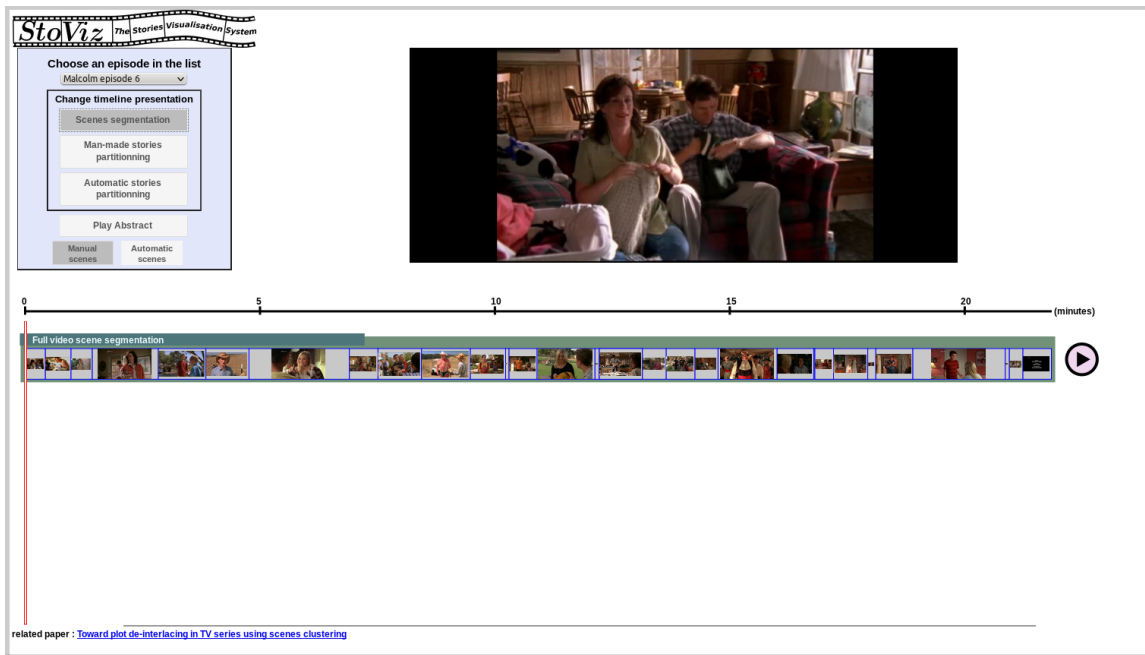 StoViz The Stories Visualisation System
Choose an episode in the list
Malcolm episode 6
Change timeline presentation
Scenes segmentation
Man-made stories
partitionning
Automatic stories
partitionning
Play Abstract
Manual
scenes
Automatic
scenes
0 5 10 15 20
(minutes)
Full video scene segmentation
related paper : Toward plot de-interlacing in TV series using scenes clustering